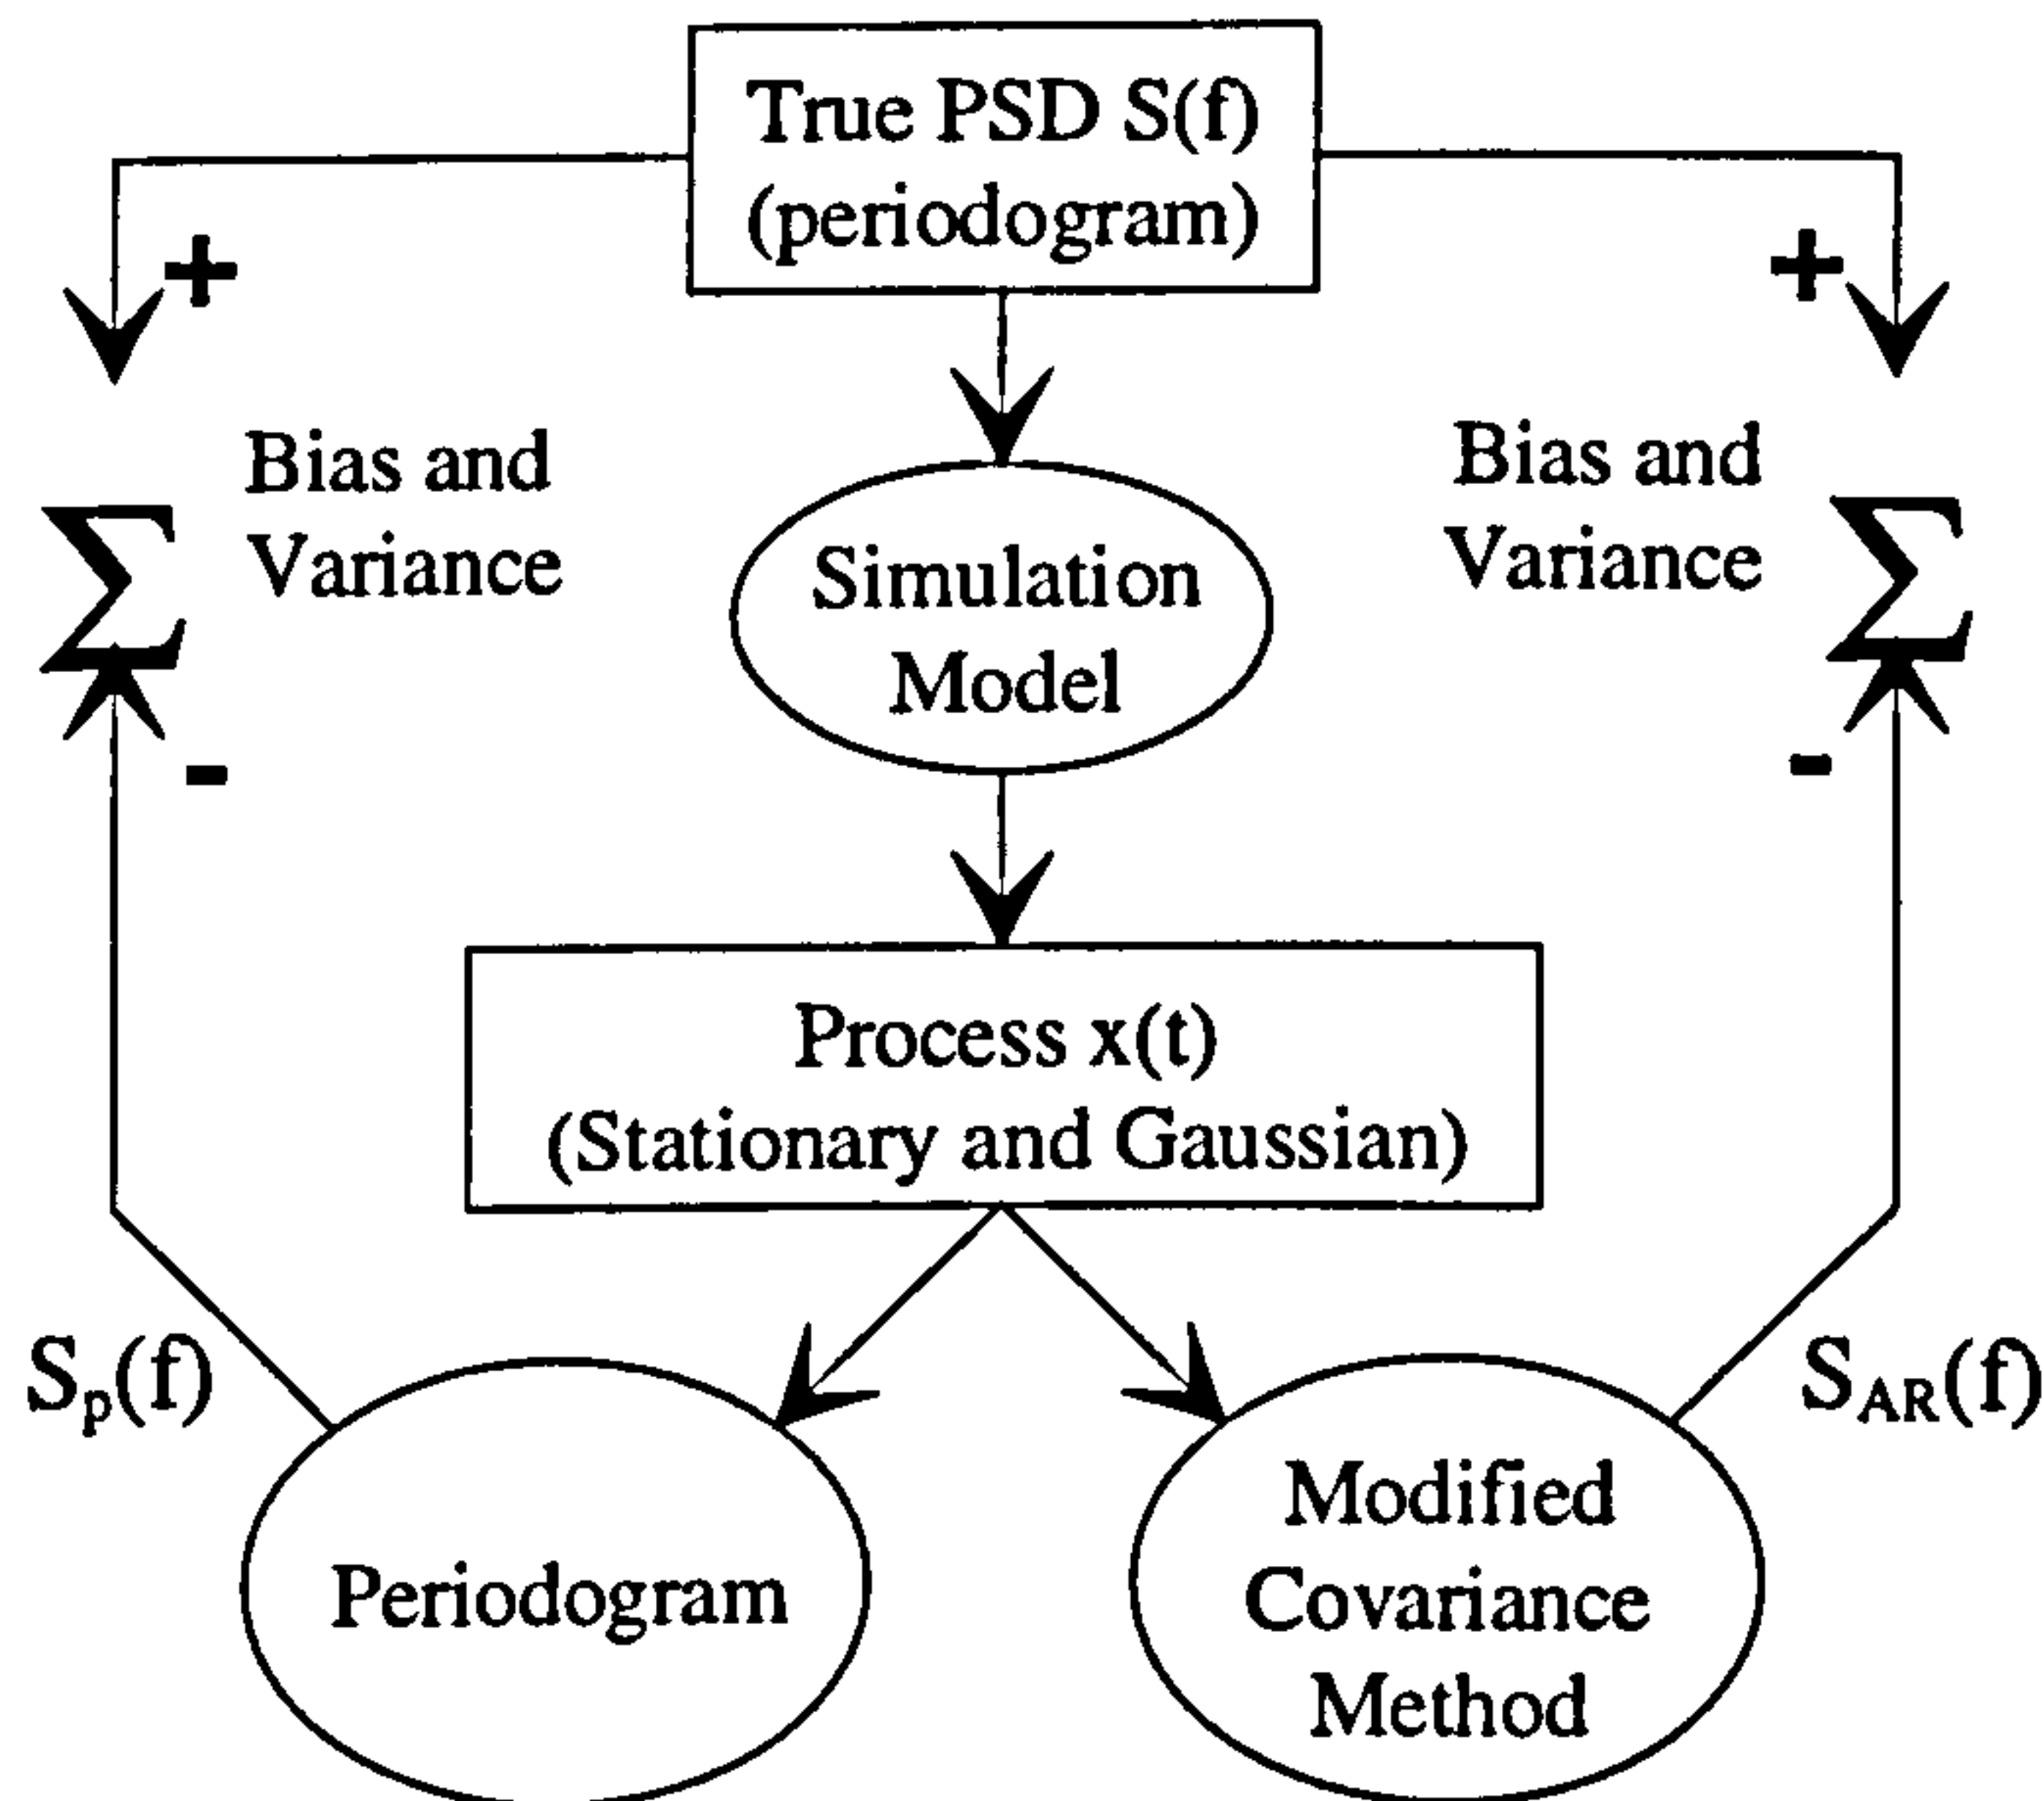 True PSD S(f)
(periodogram)
+
+
Bias and
Variance
Bias and
Variance
Σ
Σ
Simulation
Model
-
-
Process x(t)
(Stationary and Gaussian)
Sp(f)
SAR(f)
Periodogram
Modified
Covariance
Method